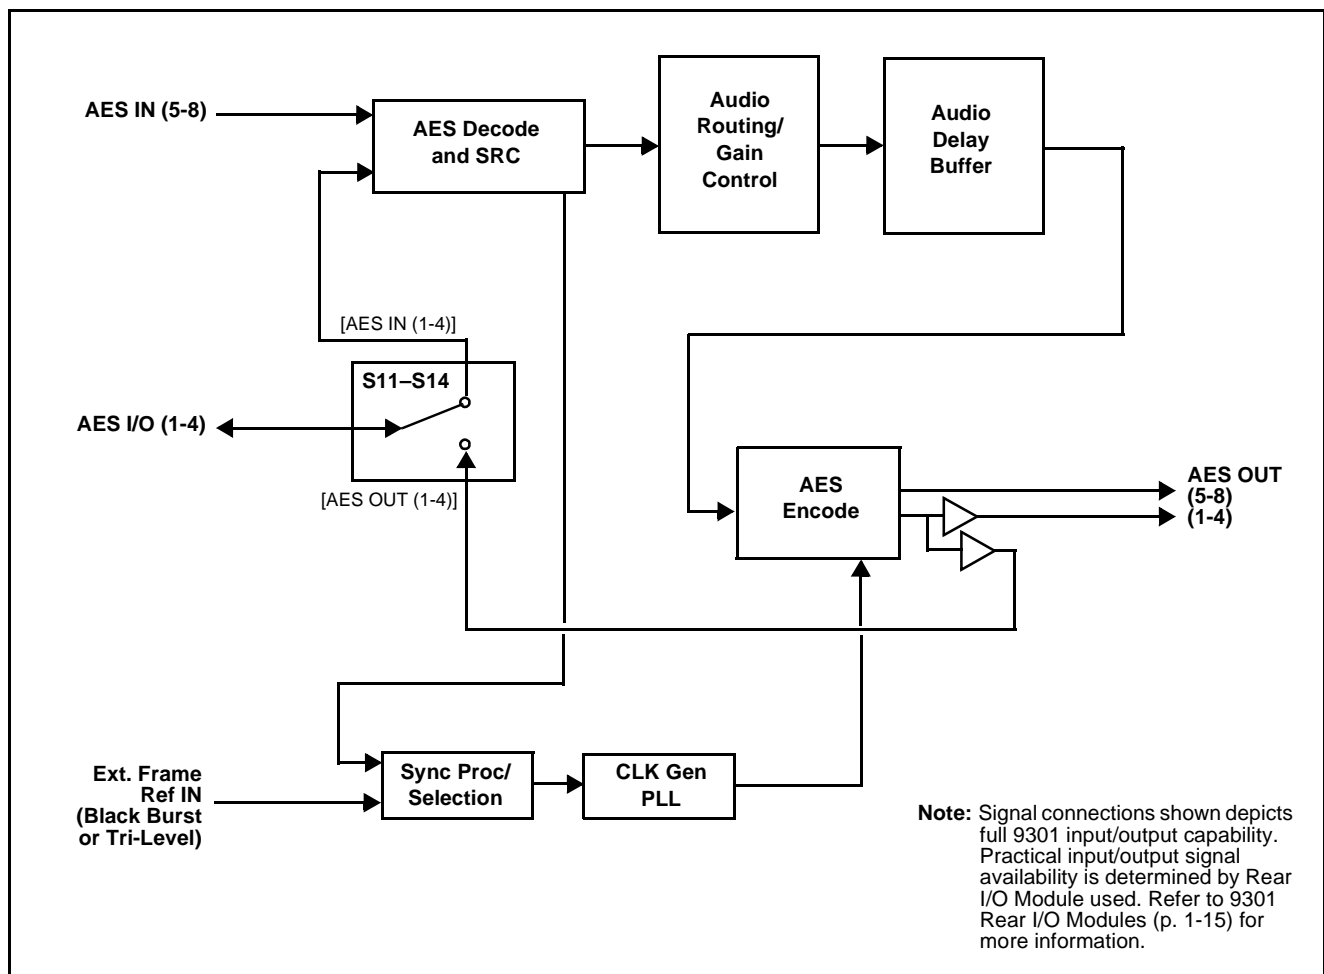 AES IN (5-8)
AES Decode
and SRC
Audio
Routing/
Gain
Control
Audio
Delay
Buffer
[AES IN (1-4)]
S11–S14
AES I/O (1-4)
[AES OUT (1-4)]
AES
Encode
AES OUT
(5-8)
(1-4)
Ext. Frame
Ref IN
(Black Burst
or Tri-Level)
Sync Proc/
Selection
CLK Gen
PLL
Note: Signal connections shown depicts
full 9301 input/output capability.
Practical input/output signal
availability is determined by Rear
I/O Module used. Refer to 9301
Rear I/O Modules (p. 1-15) for
more information.